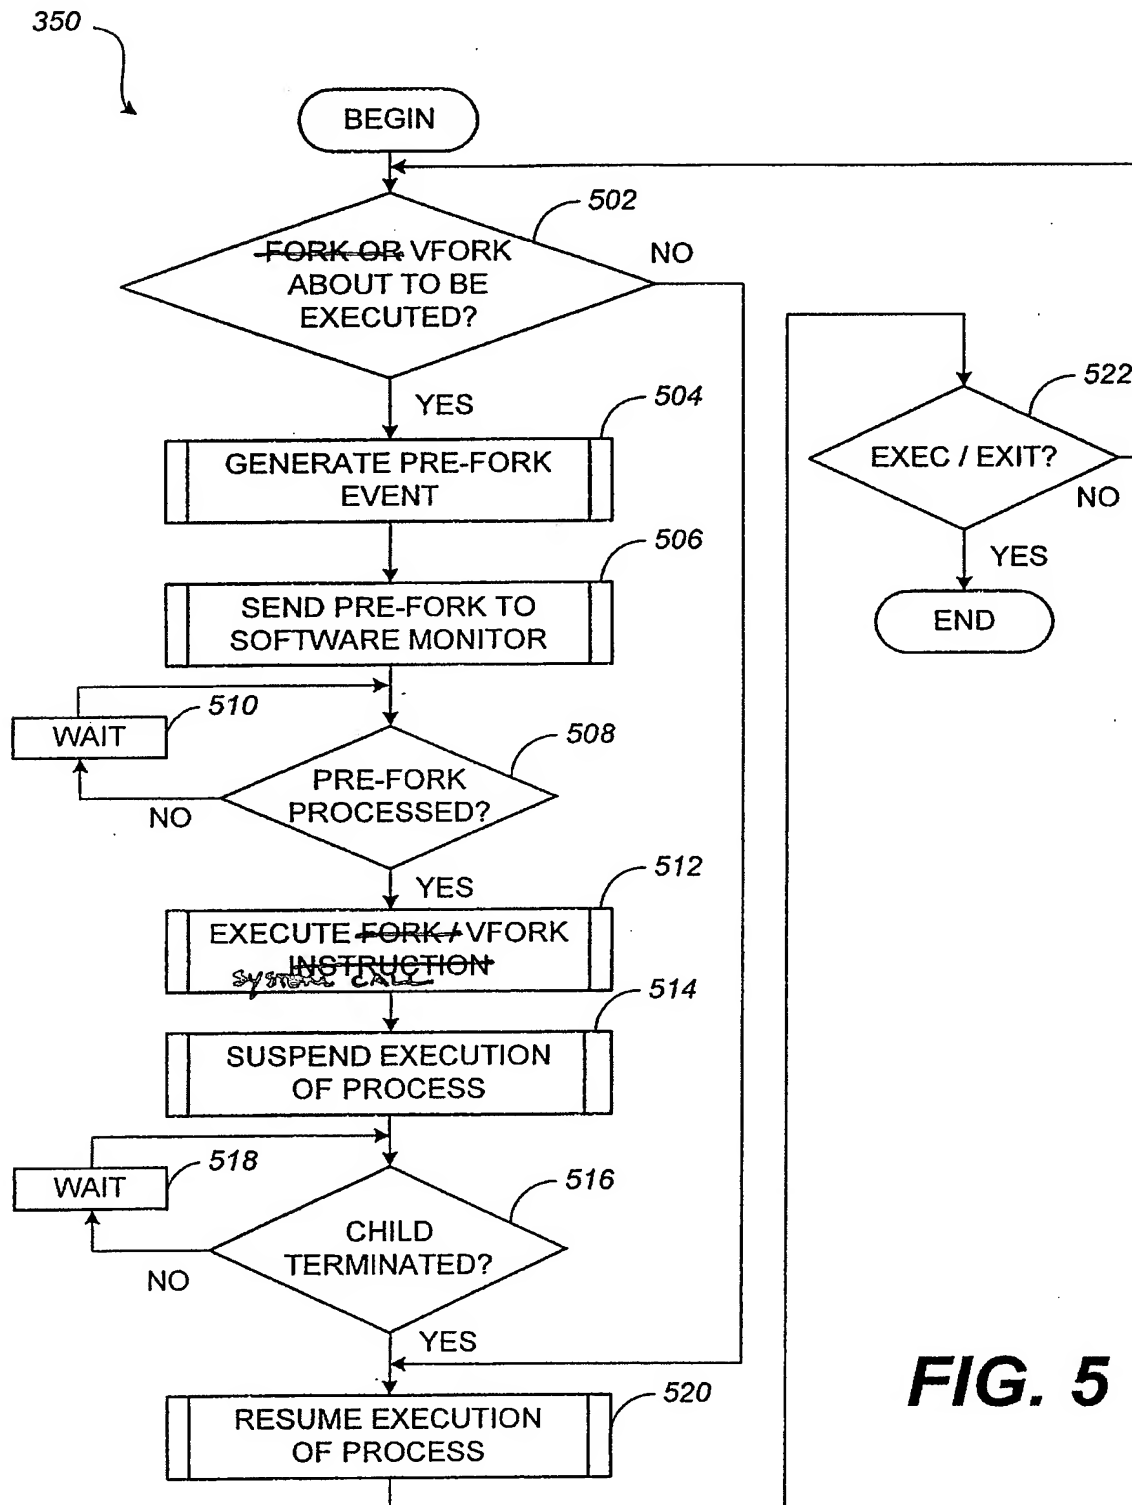 350
BEGIN
502
FORK OR VFORK
ABOUT TO BE
EXECUTED?
NO
YES
504
GENERATE PRE-FORK
EVENT
506
SEND PRE-FORK TO
SOFTWARE MONITOR
510
WAIT
508
PRE-FORK
PROCESSED?
NO
YES
512
EXECUTE FORK / VFORK
INSTRUCTION
SYSTEM CALL
514
SUSPEND EXECUTION
OF PROCESS
518
WAIT
516
CHILD
TERMINATED?
NO
YES
520
RESUME EXECUTION
OF PROCESS
522
EXEC / EXIT?
NO
YES
END
FIG. 5